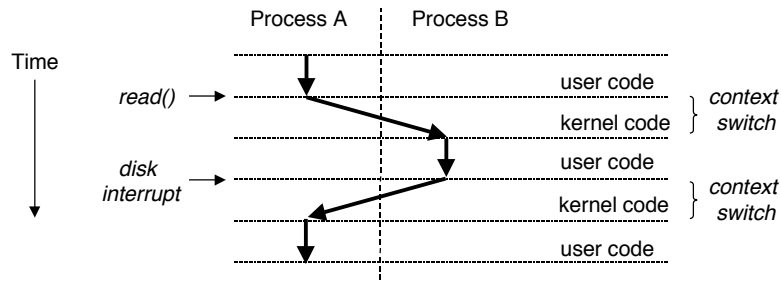 Process A Process B
Time
user code
read()
context
switch
kernel code
user code
disk
interrupt
context
switch
kernel code
user code